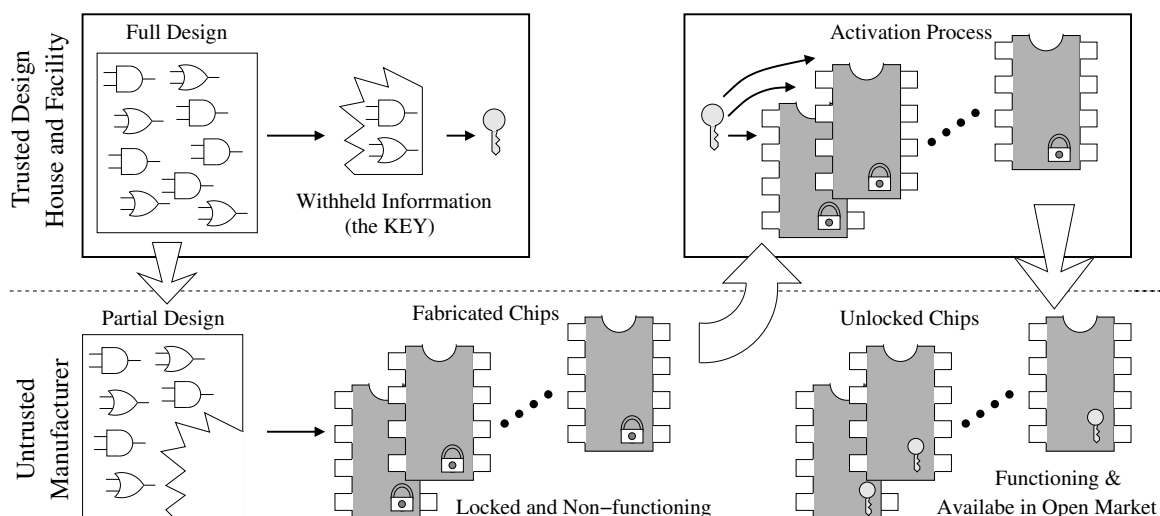 Trusted Design
House and Facility
Full Design
Withheld Inforrmation
(the KEY)
Activation Process
Untrusted
Manufacturer
Partial Design
Fabricated Chips
Locked and Non−functioning
Unlocked Chips
Functioning &
Availabe in Open Market